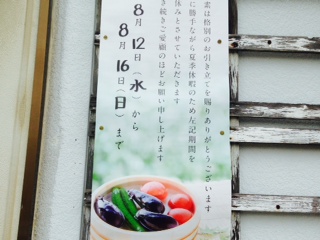 素は格別のお引き立てを賜りありがとうございます
に勝手ながら夏季休暇のため左記期間を
休みとさせていただきます
き続きご愛顧のほどお願い申し上げます
8月12日(水)から
8月16日(日)まで